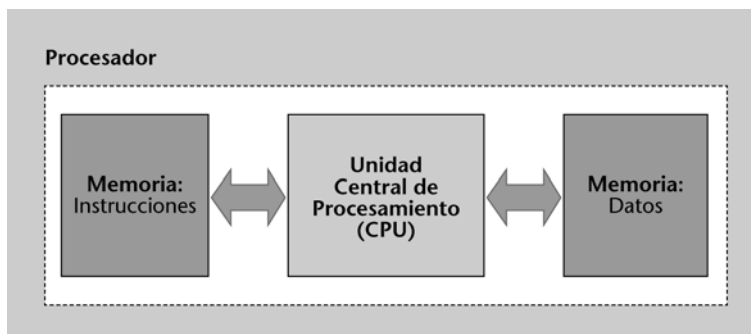 Procesador
Memoria:
Instrucciones
Unidad
Central de
Procesamiento
(CPU)
Memoria:
Datos